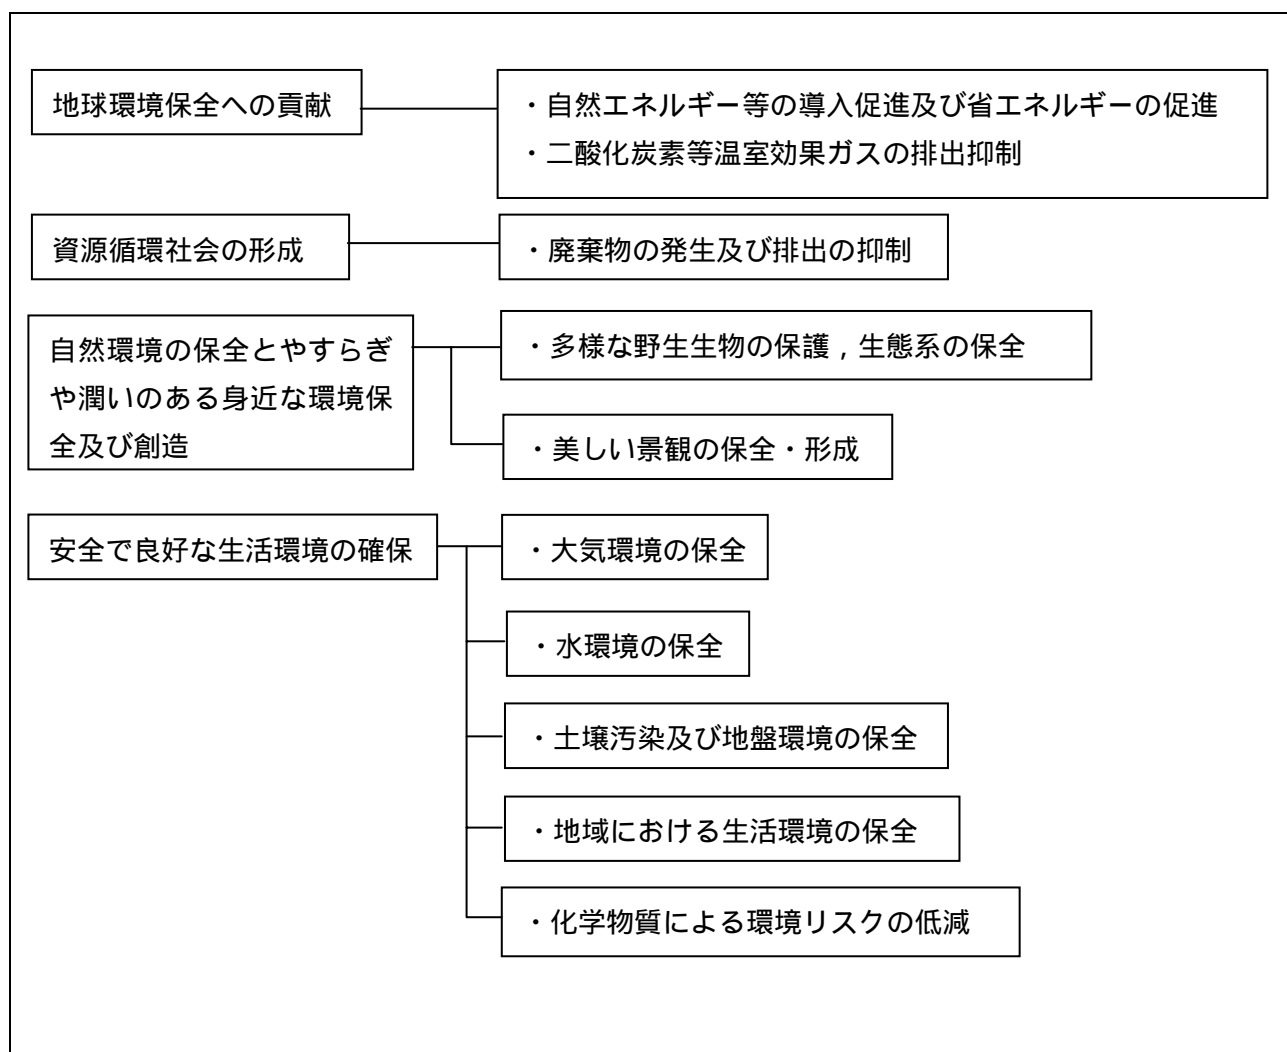 地球環境保全への貢献
・自然エネルギー等の導入促進及び省エネルギーの促進
・二酸化炭素等温室効果ガスの排出抑制
資源循環社会の形成
・廃棄物の発生及び排出の抑制
自然環境の保全とやすらぎ
や潤いのある身近な環境保
全及び創造
・多様な野生生物の保護，生態系の保全
・美しい景観の保全・形成
安全で良好な生活環境の確保
・大気環境の保全
・水環境の保全
・土壌汚染及び地盤環境の保全
・地域における生活環境の保全
・化学物質による環境リスクの低減